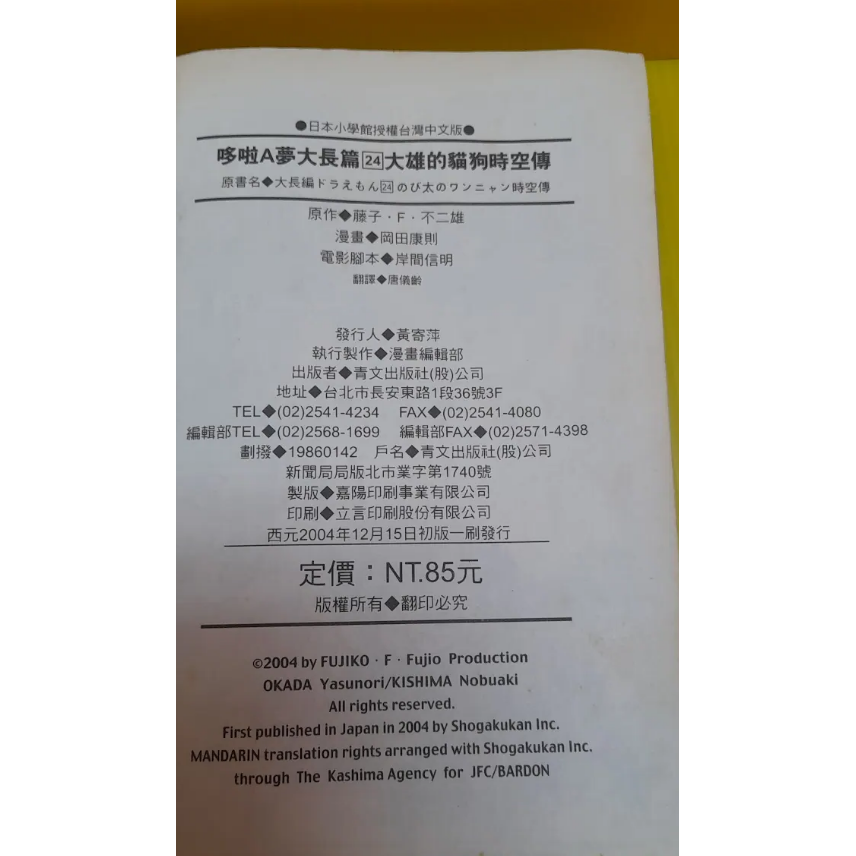 ●日本小學館授權台灣中文版●
哆啦A夢大長篇24大雄的貓狗時空傳
原書名◆大長編ドラえもん24のび太のワンニャン時空傳
原作◆藤子·F·不二雄
漫畫◆岡田康則
電影腳本◆岸間信明
翻譯◆唐儀齡
發行人◆黃寄萍
執行製作◆漫畫編輯部
出版者◆青文出版社(股)公司
地址◆台北市長安東路1段36號3F
TEL◆(02)2541-4234 FAX◆(02)2541-4080
編輯部TEL◆(02)2568-1699 編輯部FAX◆(02)2571-4398
劃撥◆19860142 戶名◆青文出版社(股)公司
新聞局局版北市業字第1740號
製版◆嘉陽印刷事業有限公司
印刷◆立言印刷股份有限公司
西元2004年12月15日初版一刷發行
定價：NT.85元
版權所有◆翻印必究
©2004 by FUJIKO·F·Fujio Production
OKADA Yasunori/KISHIMA Nobuaki
All rights reserved.
First published in Japan in 2004 by Shogakukan Inc.
MANDARIN translation rights arranged with Shogakukan Inc.
through The Kashima Agency for JFC/BARDON